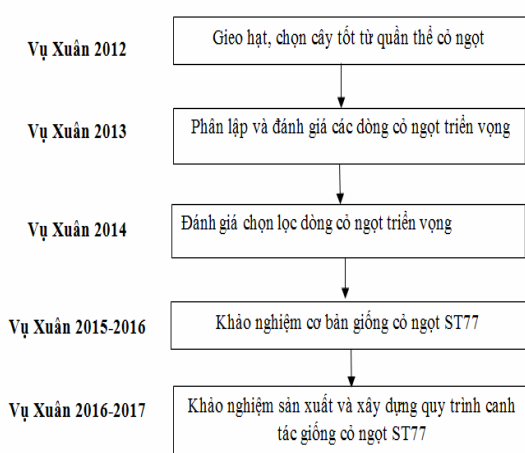 Vụ Xuân 2012
Gieo hạt, chọn cây tốt từ quần thể cỏ ngọt
Vụ Xuân 2013
Phân lập và đánh giá các dòng cỏ ngọt triển vọng
Vụ Xuân 2014
Đánh giá chọn lọc dòng cỏ ngọt triển vọng
Vụ Xuân 2015-2016
Khảo nghiệm cơ bản giống cỏ ngọt ST77
Vụ Xuân 2016-2017
Khảo nghiệm sản xuất và xây dựng quy trình canh
tác giống cỏ ngọt ST77